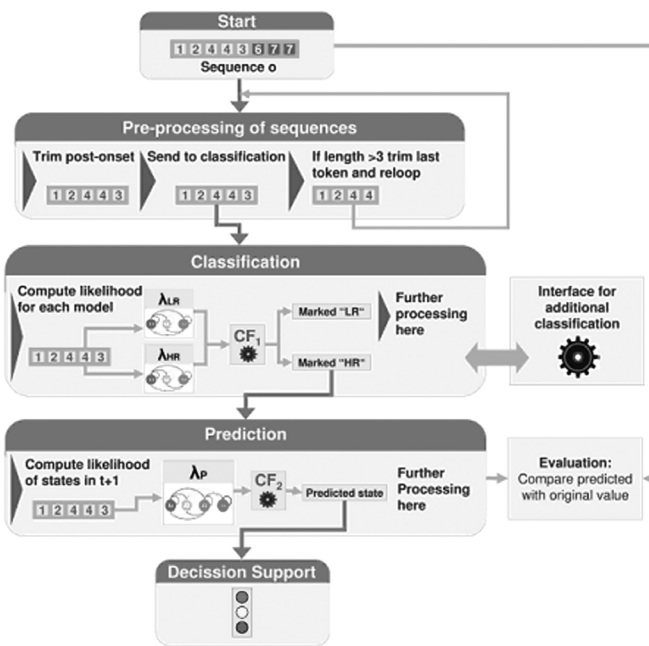 Start
1 2 4 4 3 6 7 7
Sequence o
Pre-processing of sequences
Trim post-onset
1 2 4 4 3
Send to classification
1 2 4 4 3
If length >3 trim last
token and reloop
1 2 4 4
Classification
Compute likelihood
for each model
1 2 4 4 3
λLR
λHR
CF1
Marked "LR"
Marked "HR"
Further
processing
here
Interface for
additional
classification
Prediction
Compute likelihood
of states in t+1
1 2 4 4 3
λP
CF2
Predicted state
Further
Processing
here
Evaluation:
Compare predicted
with original value
Decission Support